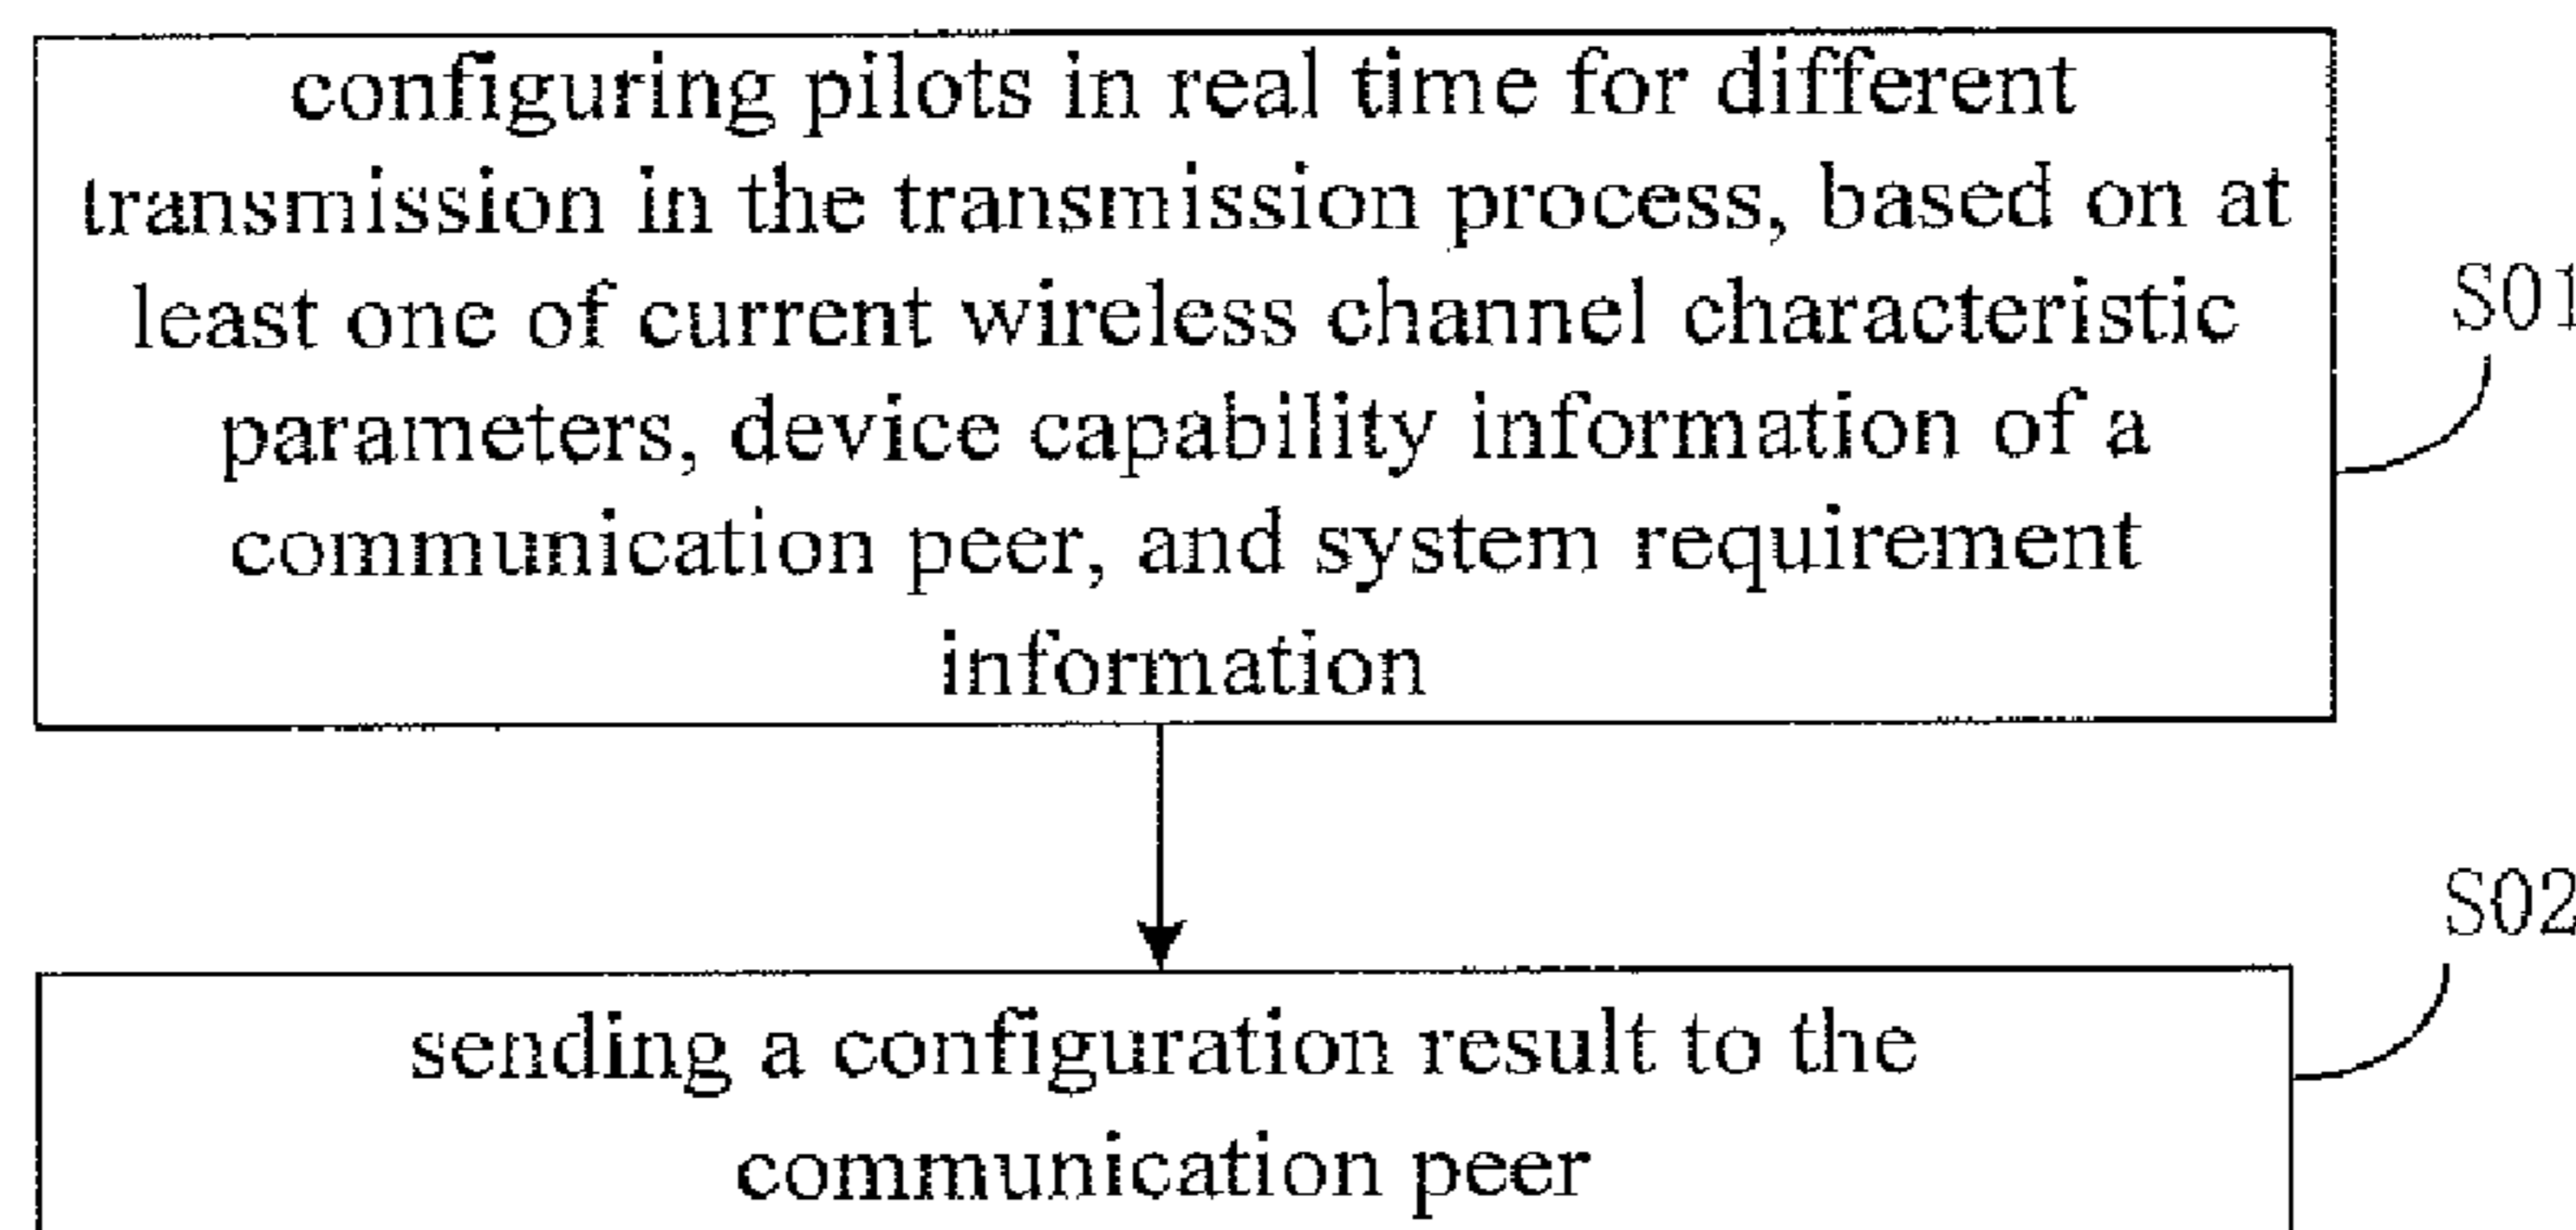 configuring pilots in real time for different
transmission in the transmission process, based on at
least one of current wireless channel characteristic
parameters, device capability information of a
communication peer, and system requirement
information
S01
S02
sending a configuration result to the
communication peer